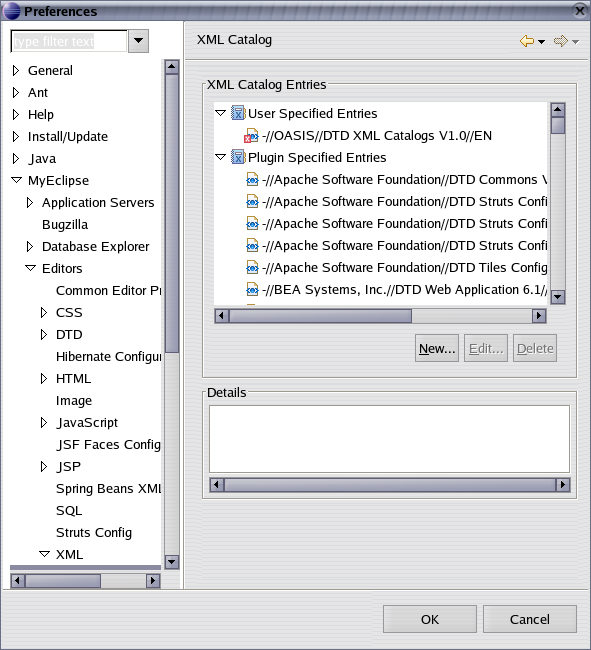 Preferences
type filter text
General
Ant
Help
Install/Update
Java
MyEclipse
Application Servers
Bugzilla
Database Explorer
Editors
Common Editor Pr
CSS
DTD
Hibernate Configur
HTML
Image
JavaScript
JSF Faces Config
JSP
Spring Beans XML
SQL
Struts Config
XML
XML Catalog
XML Catalog Entries
User Specified Entries
-//OASIS//DTD XML Catalogs V1.0//EN
Plugin Specified Entries
-//Apache Software Foundation//DTD Commons V
-//Apache Software Foundation//DTD Struts Confi
-//Apache Software Foundation//DTD Struts Confi
-//Apache Software Foundation//DTD Struts Confi
-//Apache Software Foundation//DTD Tiles Config
-//BEA Systems, Inc.//DTD Web Application 6.1//
New... Edit... Delete
Details
OK Cancel